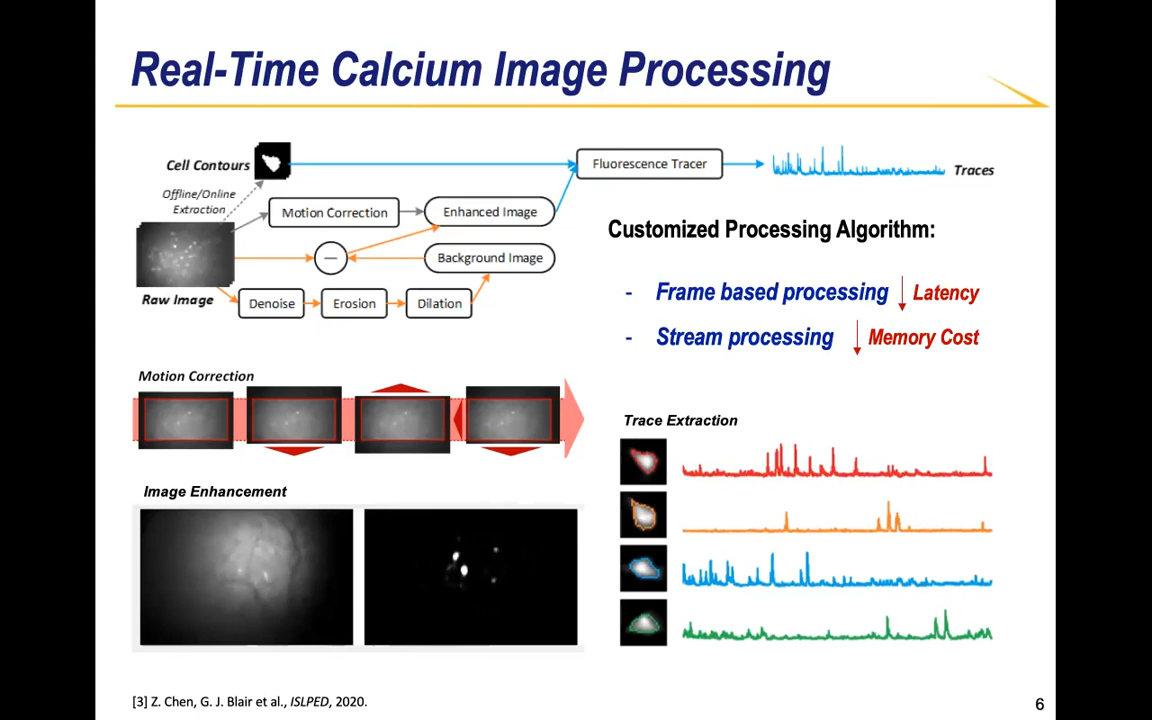 Real-Time Calcium Image Processing
Cell Contours
Fluorescence Tracer
Traces
Offline/Online
Extraction
Motion Correction
Enhanced Image
—
Background Image
Raw Image
Denoise
Erosion
Dilation
Customized Processing Algorithm:
- Frame based processing ↓ Latency
- Stream processing ↓ Memory Cost
Motion Correction
Image Enhancement
Trace Extraction
[3] Z. Chen, G. J. Blair et al., ISLPED, 2020.
6